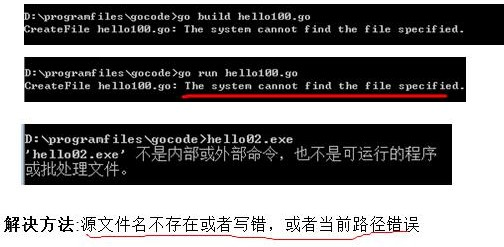 D:\programfiles\gocode>go build hello100.go
CreateFile hello100.go: The system cannot find the file specified.
D:\programfiles\gocode>go run hello100.go
CreateFile hello100.go: The system cannot find the file specified.
D:\programfiles\gocode>hello02.exe
'hello02.exe' 不是内部或外部命令，也不是可运行的程序
或批处理文件。
解决方法:源文件名不存在或者写错，或者当前路径错误